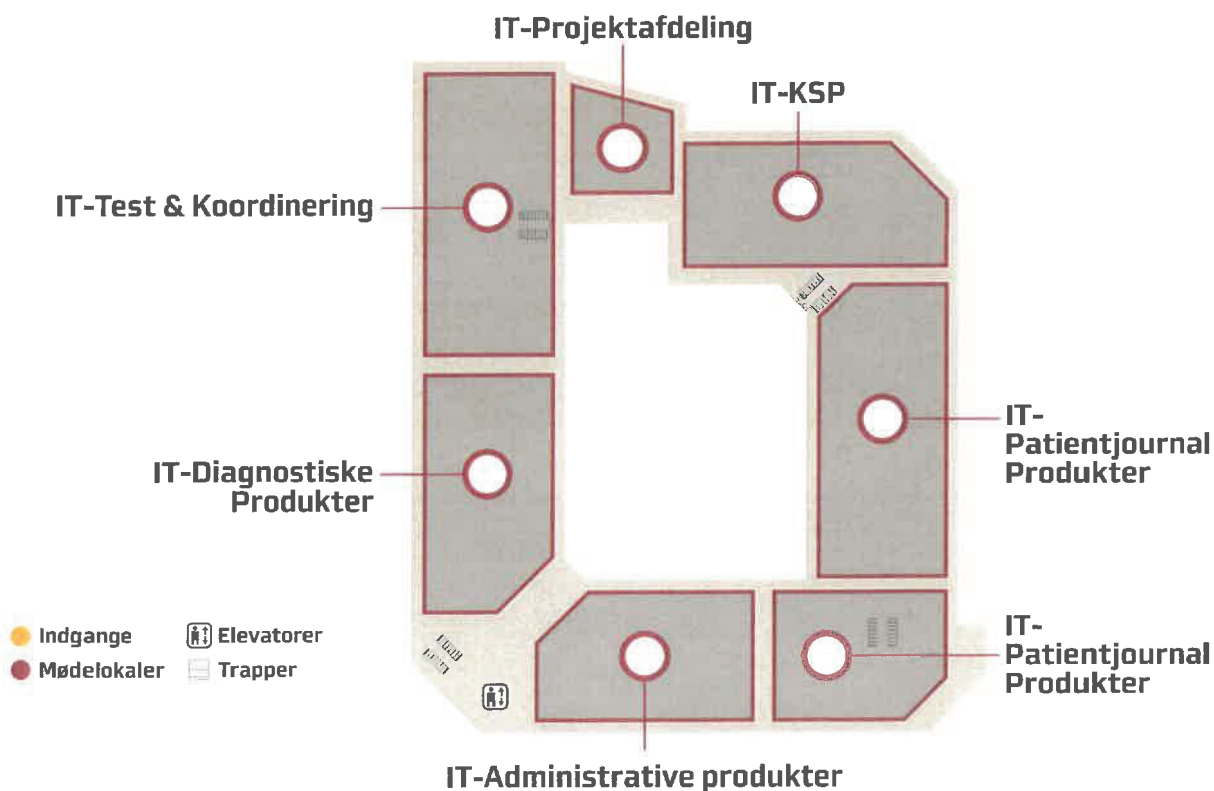 IT-Projektafdeling
IT-KSP
IT-Test & Koordinering
IT-
Patientjournal
Produkter
IT-Diagnostiske
Produkter
Indgange
Elevatorer
Mødelokaler
Trapper
IT-
Patientjournal
Produkter
IT-Administrative produkter